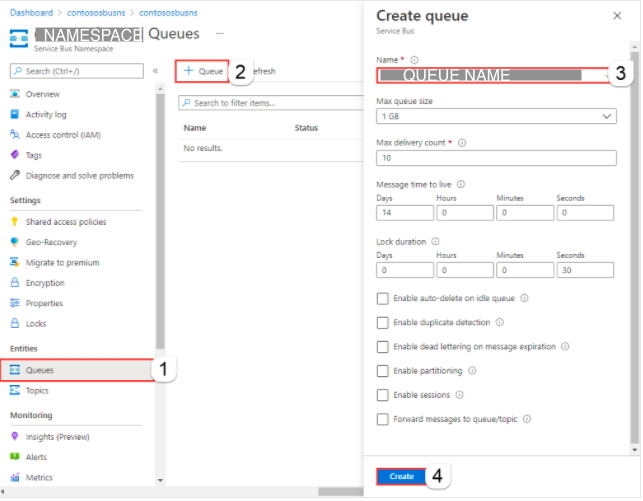 Dashboard > contososbusns > contososbusns
NAMESPACE Queues ...
Service Bus Namespace
Search (Ctrl+/) «
Overview
Activity log
Access control (IAM)
Tags
Diagnose and solve problems
Settings
Shared access policies
Geo-Recovery
Migrate to premium
Encryption
Properties
Locks
Entities
Queues 1
Topics
Monitoring
Insights (Preview)
Alerts
Metrics
+ Queue 2 efresh
Search to filter items...
Name Status
No results.
Create queue
Service Bus
Name *
QUEUE NAME 3
Max queue size
1 GB
Max delivery count *
10
Message time to live
Days Hours Minutes Seconds
14 0 0 0
Lock duration
Days Hours Minutes Seconds
0 0 0 30
Enable auto-delete on idle queue
Enable duplicate detection
Enable dead lettering on message expiration
Enable partitioning
Enable sessions
Forward messages to queue/topic
Create 4